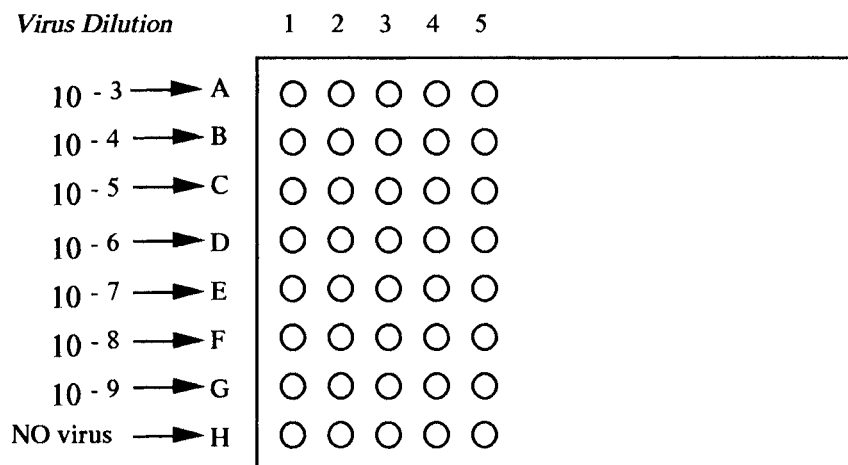 Virus Dilution 1 2 3 4 5
10 - 3 A
10 - 4 B
10 - 5 C
10 - 6 D
10 - 7 E
10 - 8 F
10 - 9 G
NO virus H